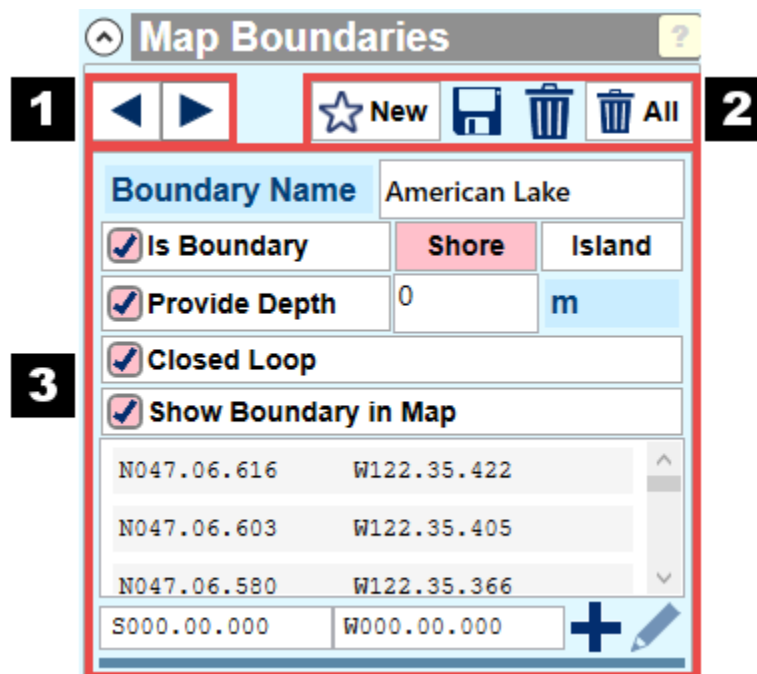 Map Boundaries ?
1 New All 2
Boundary Name American Lake
Is Boundary Shore Island
Provide Depth 0 m
Closed Loop
3
Show Boundary in Map
N047.06.616 W122.35.422
N047.06.603 W122.35.405
N047.06.580 W122.35.366
S000.00.000 W000.00.000